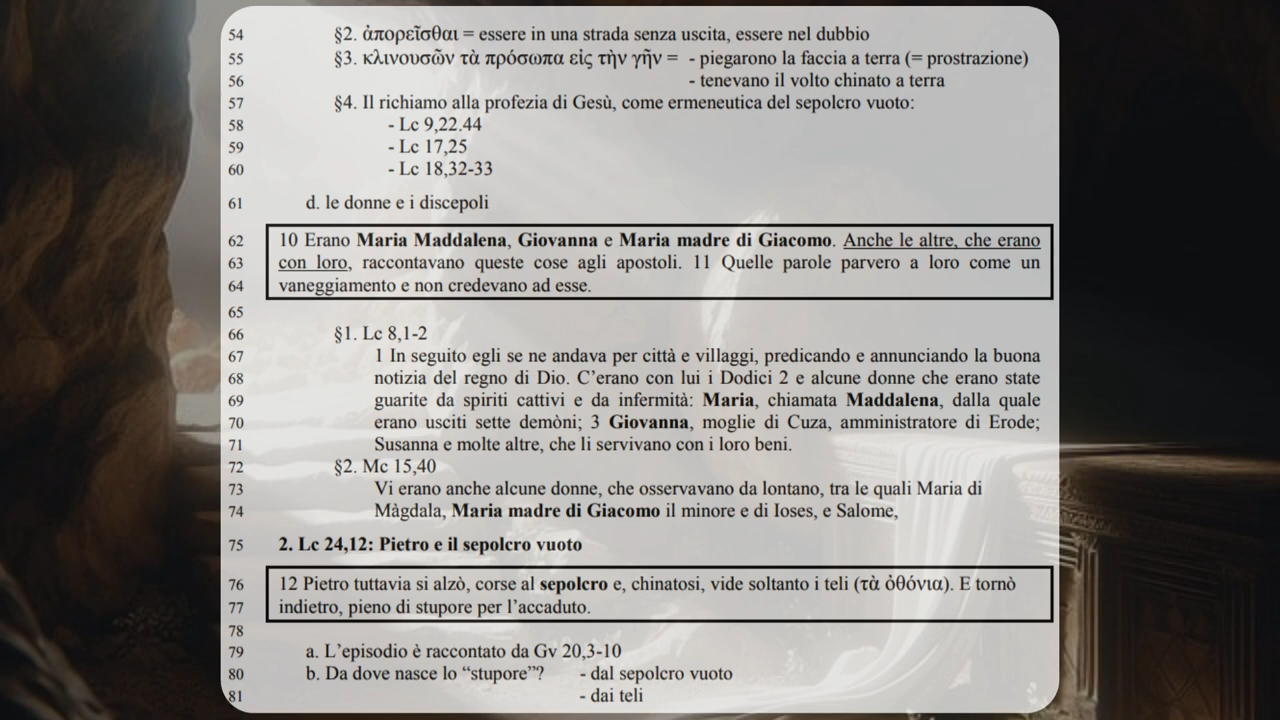 54 §2. ἀπορεῖσθαι = essere in una strada senza uscita, essere nel dubbio
55 §3. κλινουσῶν τὰ πρόσωπα εἰς τὴν γῆν = - piegarono la faccia a terra (= prostrazione)
56 - tenevano il volto chinato a terra
57 §4. Il richiamo alla profezia di Gesù, come ermeneutica del sepolcro vuoto:
58 - Lc 9,22.44
59 - Lc 17,25
60 - Lc 18,32-33
61 d. le donne e i discepoli
62 10 Erano Maria Maddalena, Giovanna e Maria madre di Giacomo. Anche le altre, che erano
63 con loro, raccontavano queste cose agli apostoli. 11 Quelle parole parvero a loro come un
64 vaneggiamento e non credevano ad esse.
65
66 §1. Lc 8,1-2
67 1 In seguito egli se ne andava per città e villaggi, predicando e annunciando la buona
68 notizia del regno di Dio. C’erano con lui i Dodici 2 e alcune donne che erano state
69 guarite da spiriti cattivi e da infermità: Maria, chiamata Maddalena, dalla quale
70 erano usciti sette demòni; 3 Giovanna, moglie di Cuza, amministratore di Erode;
71 Susanna e molte altre, che li servivano con i loro beni.
72 §2. Mc 15,40
73 Vi erano anche alcune donne, che osservavano da lontano, tra le quali Maria di
74 Màgdala, Maria madre di Giacomo il minore e di Ioses, e Salome,
75 2. Lc 24,12: Pietro e il sepolcro vuoto
76 12 Pietro tuttavia si alzò, corse al sepolcro e, chinatosi, vide soltanto i teli (τὰ ὀθόνια). E tornò
77 indietro, pieno di stupore per l’accaduto.
78
79 a. L’episodio è raccontato da Gv 20,3-10
80 b. Da dove nasce lo “stupore”? - dal sepolcro vuoto
81 - dai teli